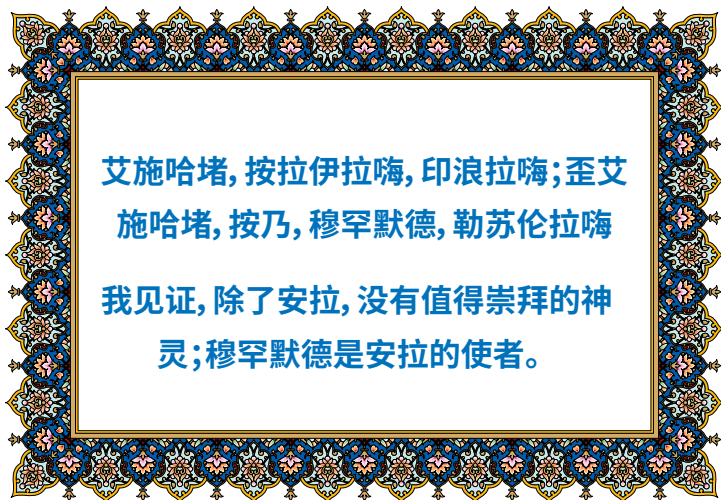 艾施哈堵，按拉伊拉嗨，印浪拉嗨；歪艾
施哈堵，按乃，穆罕默德，勒苏伦拉嗨
我见证，除了安拉，没有值得崇拜的神
灵；穆罕默德是安拉的使者。